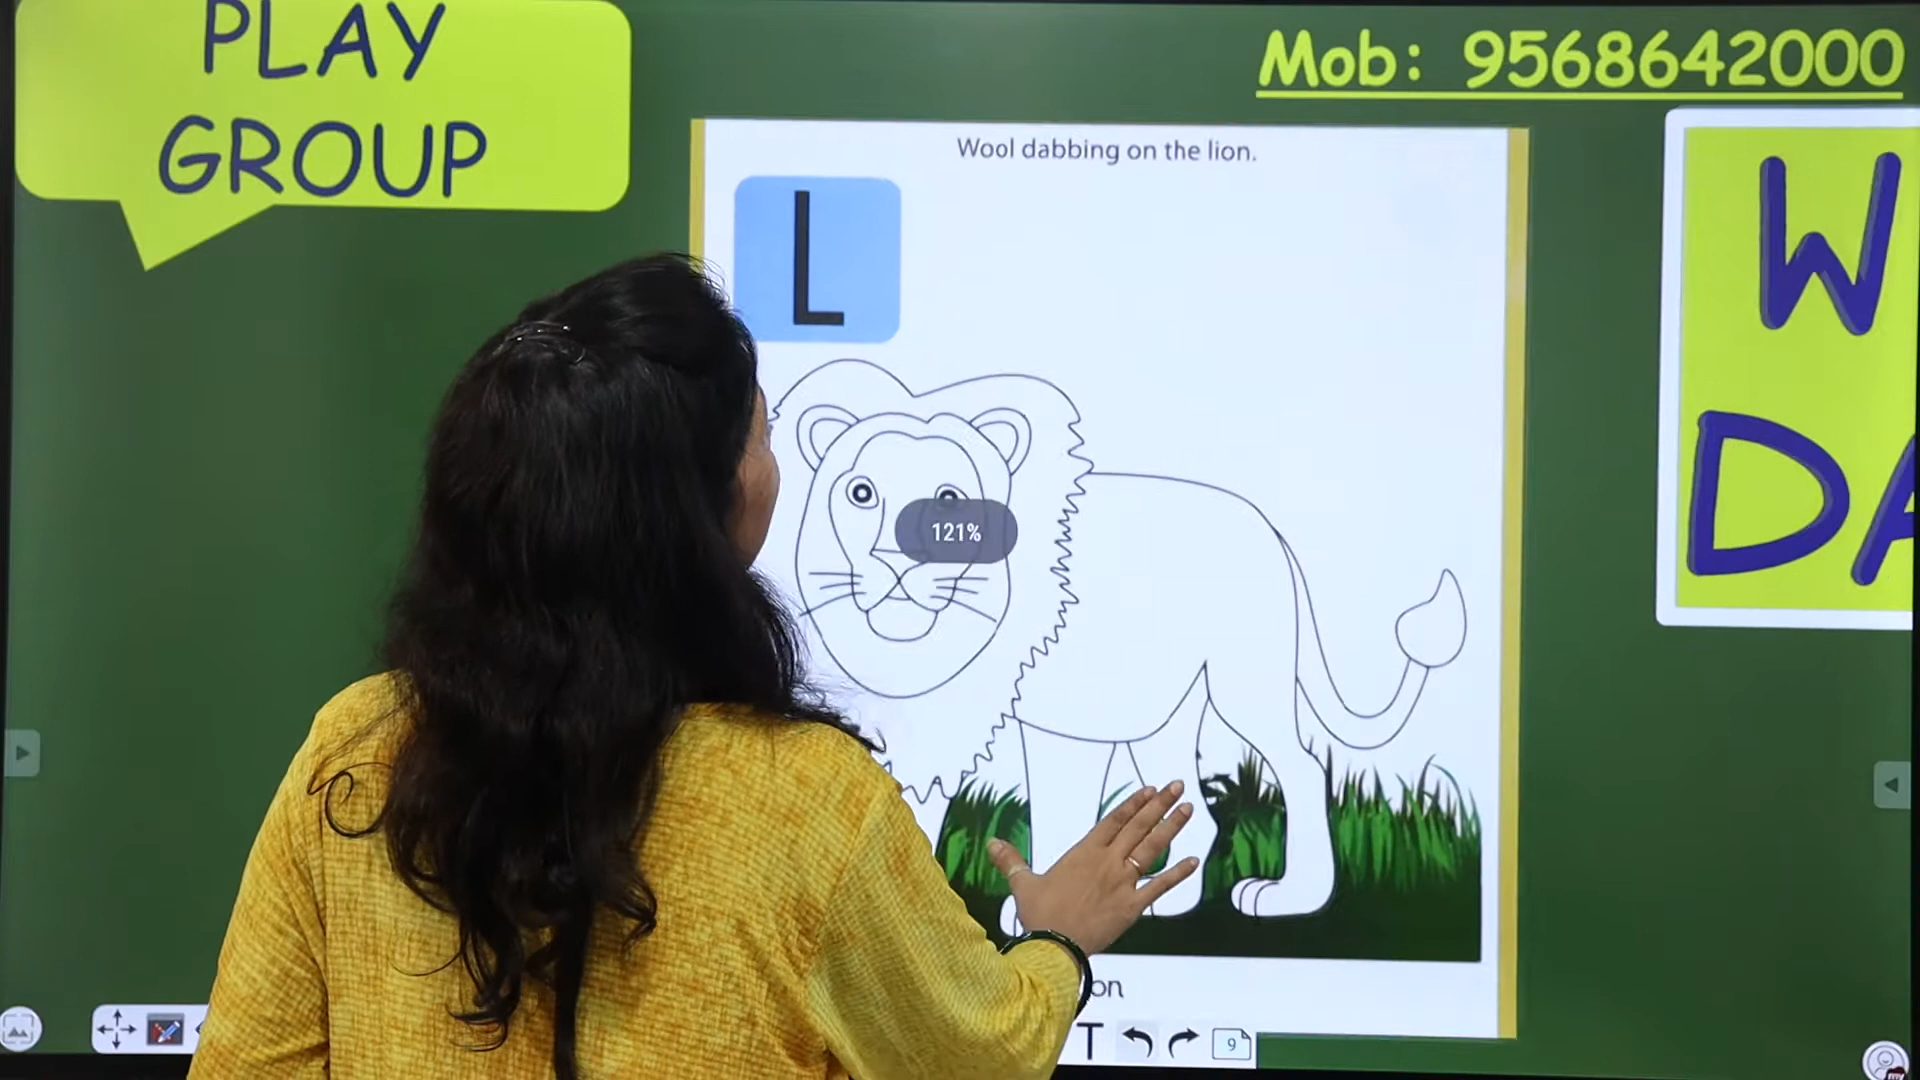 PLAY
GROUP
Mob: 9568642000
Wool dabbing on the lion.
L
W
DA
121%
on
T
9